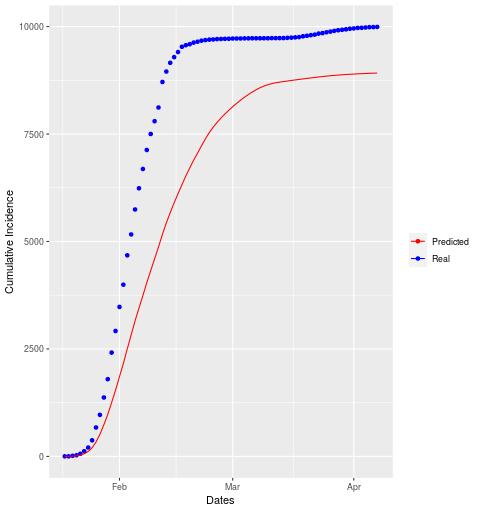 10000
7500
5000
2500
0
Cumulative Incidence
Feb
Mar
Apr
Dates
Predicted
Real